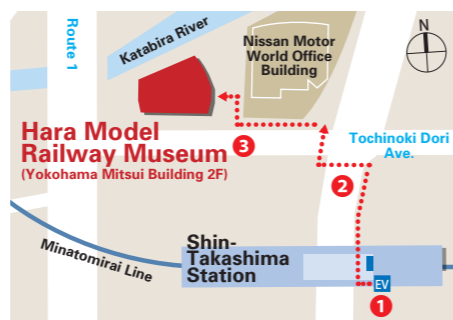 Route 1
Katabira River
Nissan Motor
World Office
Building
N
Hara Model
Railway Museum
(Yokohama Mitsui Building 2F)
3
Tochinoki Dori
Ave.
2
Minatomirai Line
Shin-
Takashima
Station
EV
1